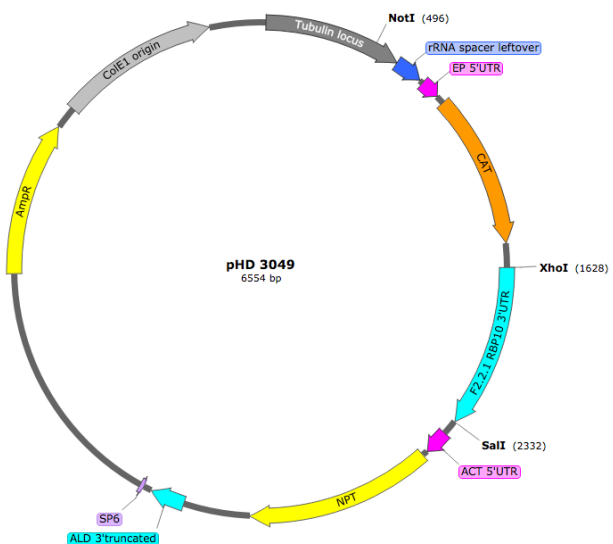 Tubulin locus
NotI (496)
rRNA spacer leftover
EP 5'UTR
CAT
XhoI (1628)
F2.2.1 RBP10 3'UTR
SalI (2332)
ACT 5'UTR
NPT
ALD 3'truncated
SP6
AmpR
ColE1 origin
pHD 3049
6554 bp